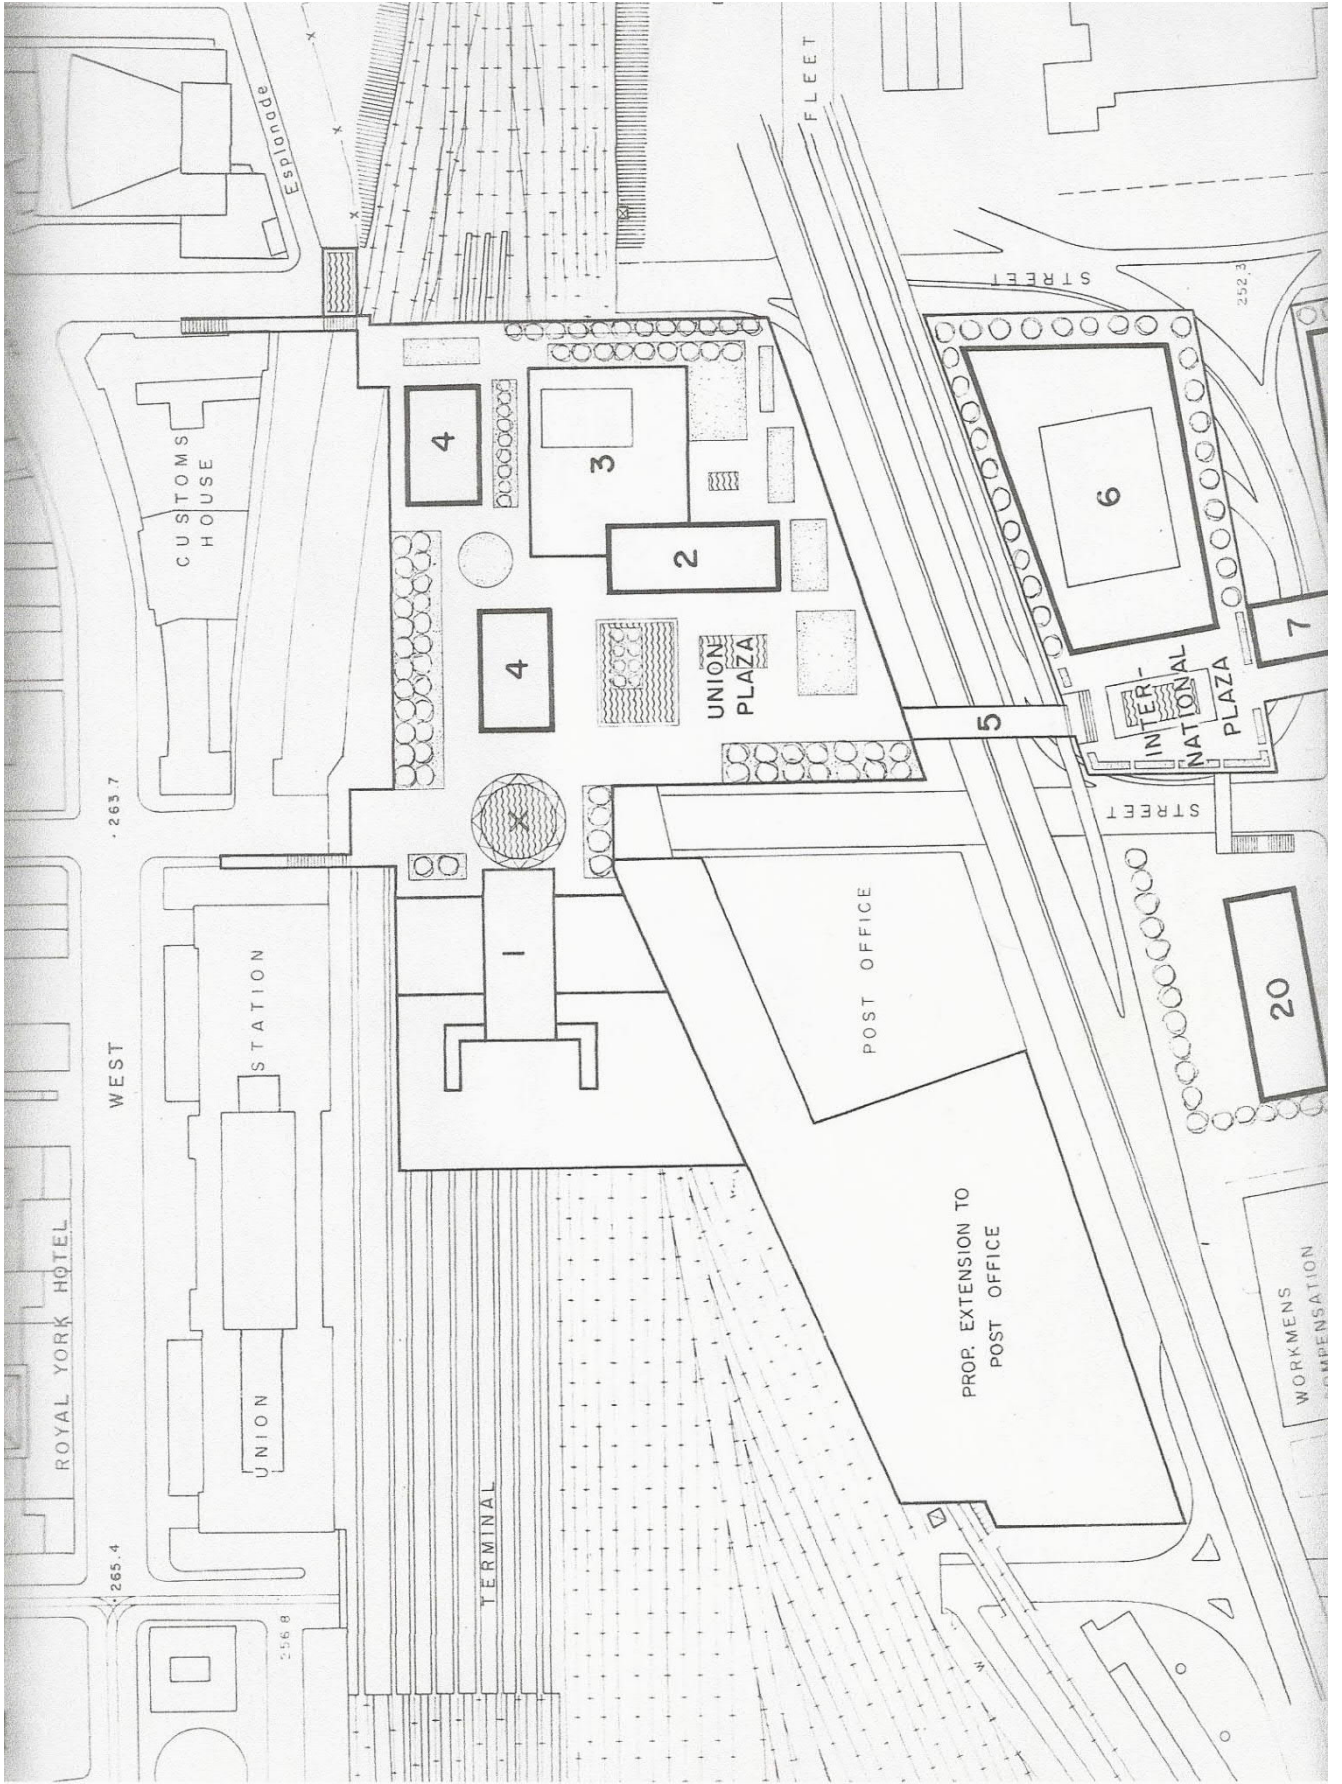 ROYAL YORK HOTEL
WEST
265.4
263.7
UNION STATION
CUSTOMS
HOUSE
Esplanade
256.8
TERMINAL
1
X
4
4
3
2
UNION
PLAZA
FLEET
POST OFFICE
PROP. EXTENSION TO
POST OFFICE
5
STREET
STREET
6
INTER-
NATIONAL
PLAZA
252.3
7
20
WORKMENS
OMPENSATION